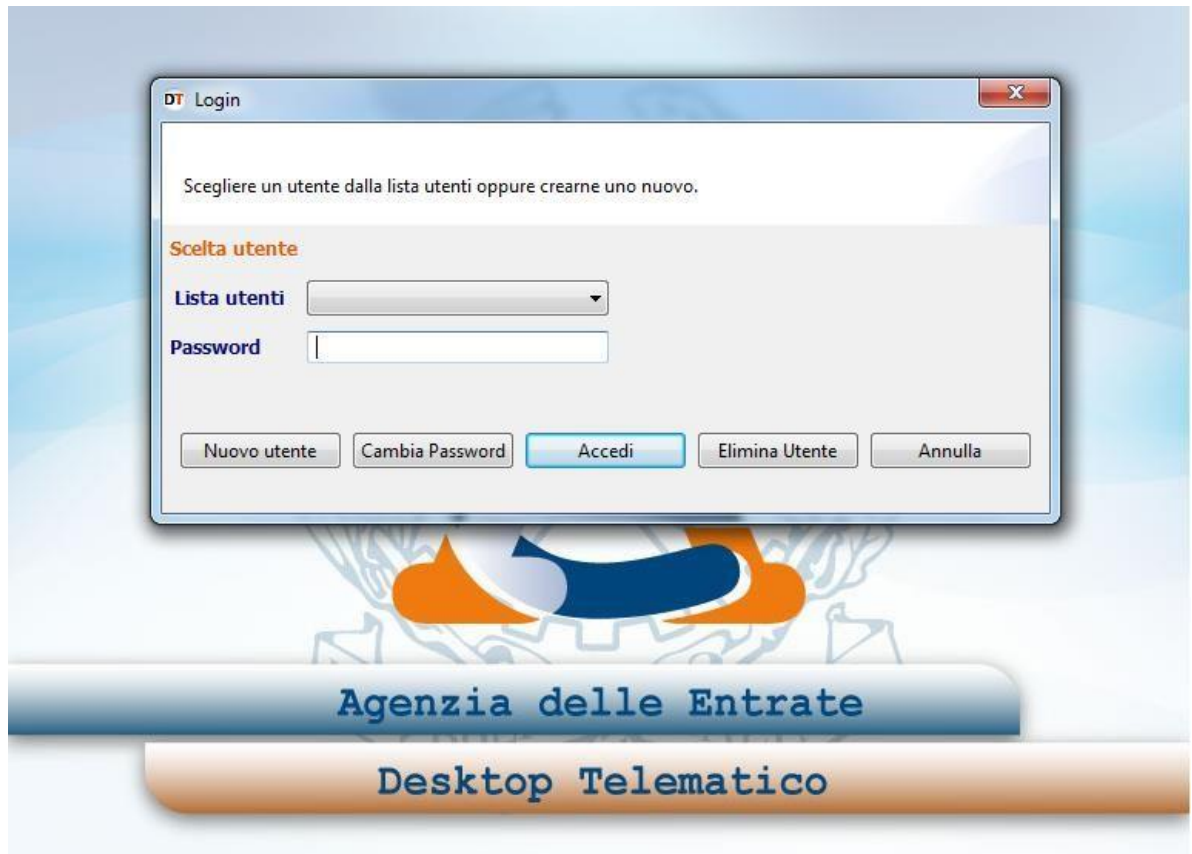 DT Login
Scegliere un utente dalla lista utenti oppure crearne uno nuovo.
Scelta utente
Lista utenti
Password
Nuovo utente Cambia Password Accedi Elimina Utente Annulla
Agenzia delle Entrate
Desktop Telematico